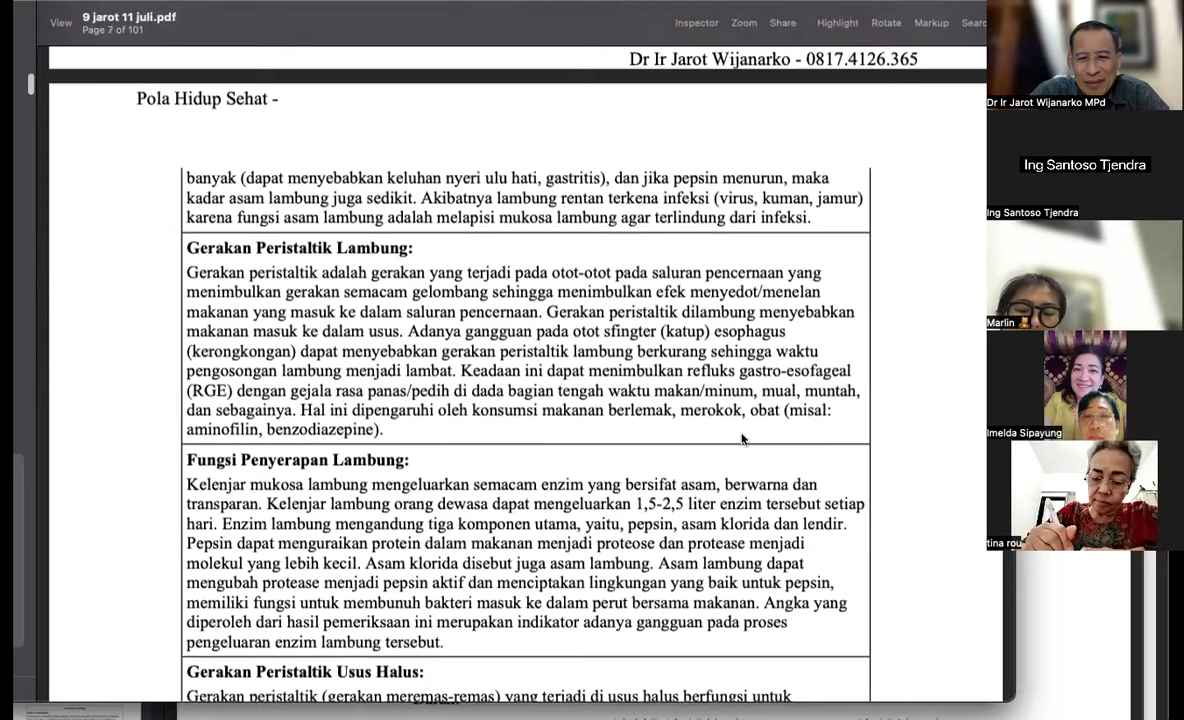 View
9 jarot 11 juli.pdf
Page 7 of 101
Inspector Zoom Share Highlight Rotate Markup Searc
Dr Ir Jarot Wijanarko - 0817.4126.365
Pola Hidup Sehat -
banyak (dapat menyebabkan keluhan nyeri ulu hati, gastritis), dan jika pepsin menurun, maka
kadar asam lambung juga sedikit. Akibatnya lambung rentan terkena infeksi (virus, kuman, jamur)
karena fungsi asam lambung adalah melapisi mukosa lambung agar terlindung dari infeksi.
Gerakan Peristaltik Lambung:
Gerakan peristaltik adalah gerakan yang terjadi pada otot-otot pada saluran pencernaan yang
menimbulkan gerakan semacam gelombang sehingga menimbulkan efek menyedot/menelan
makanan yang masuk ke dalam saluran pencernaan. Gerakan peristaltik dilambung menyebabkan
makanan masuk ke dalam usus. Adanya gangguan pada otot sfingter (katup) esophagus
(kerongkongan) dapat menyebabkan gerakan peristaltik lambung berkurang sehingga waktu
pengosongan lambung menjadi lambat. Keadaan ini dapat menimbulkan refluks gastro-esofageal
(RGE) dengan gejala rasa panas/pedih di dada bagian tengah waktu makan/minum, mual, muntah,
dan sebagainya. Hal ini dipengaruhi oleh konsumsi makanan berlemak, merokok, obat (misal:
aminofilin, benzodiazepine).
Fungsi Penyerapan Lambung:
Kelenjar mukosa lambung mengeluarkan semacam enzim yang bersifat asam, berwarna dan
transparan. Kelenjar lambung orang dewasa dapat mengeluarkan 1,5-2,5 liter enzim tersebut setiap
hari. Enzim lambung mengandung tiga komponen utama, yaitu, pepsin, asam klorida dan lendir.
Pepsin dapat menguraikan protein dalam makanan menjadi proteose dan protease menjadi
molekul yang lebih kecil. Asam klorida disebut juga asam lambung. Asam lambung dapat
mengubah protease menjadi pepsin aktif dan menciptakan lingkungan yang baik untuk pepsin,
memiliki fungsi untuk membunuh bakteri masuk ke dalam perut bersama makanan. Angka yang
diperoleh dari hasil pemeriksaan ini merupakan indikator adanya gangguan pada proses
pengeluaran enzim lambung tersebut.
Gerakan Peristaltik Usus Halus:
Gerakan peristaltik (gerakan meremas-remas) yang terjadi di usus halus berfungsi untuk
Dr Ir Jarot Wijanarko MPd
Ing Santoso Tjendra
Ing Santoso Tjendra
Marlin
Imelda Sipayung
tina rou